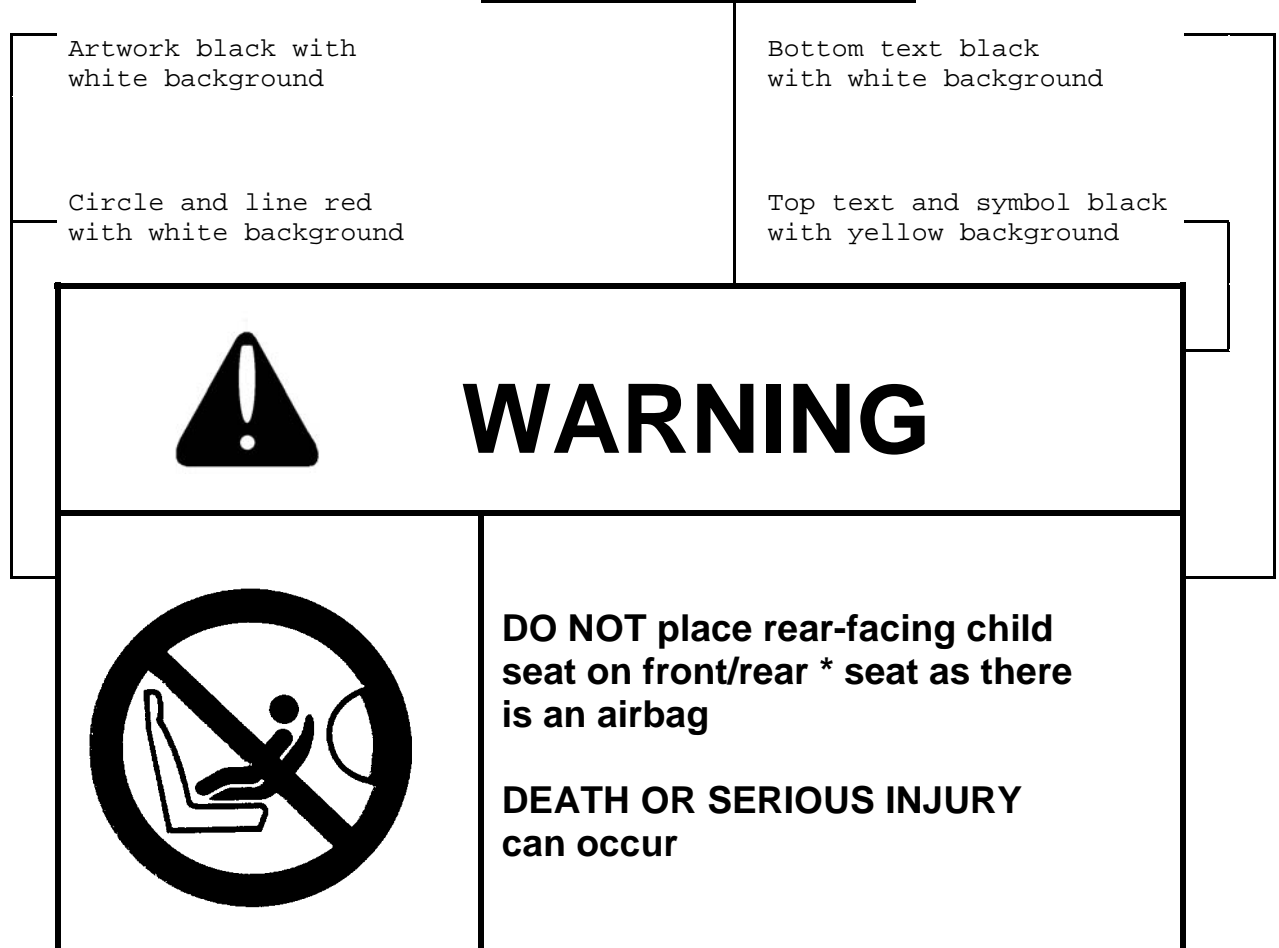 Artwork black with
white background
Bottom text black
with white background
Circle and line red
with white background
Top text and symbol black
with yellow background
WARNING
DO NOT place rear-facing child
seat on front/rear * seat as there
is an airbag
DEATH OR SERIOUS INJURY
can occur